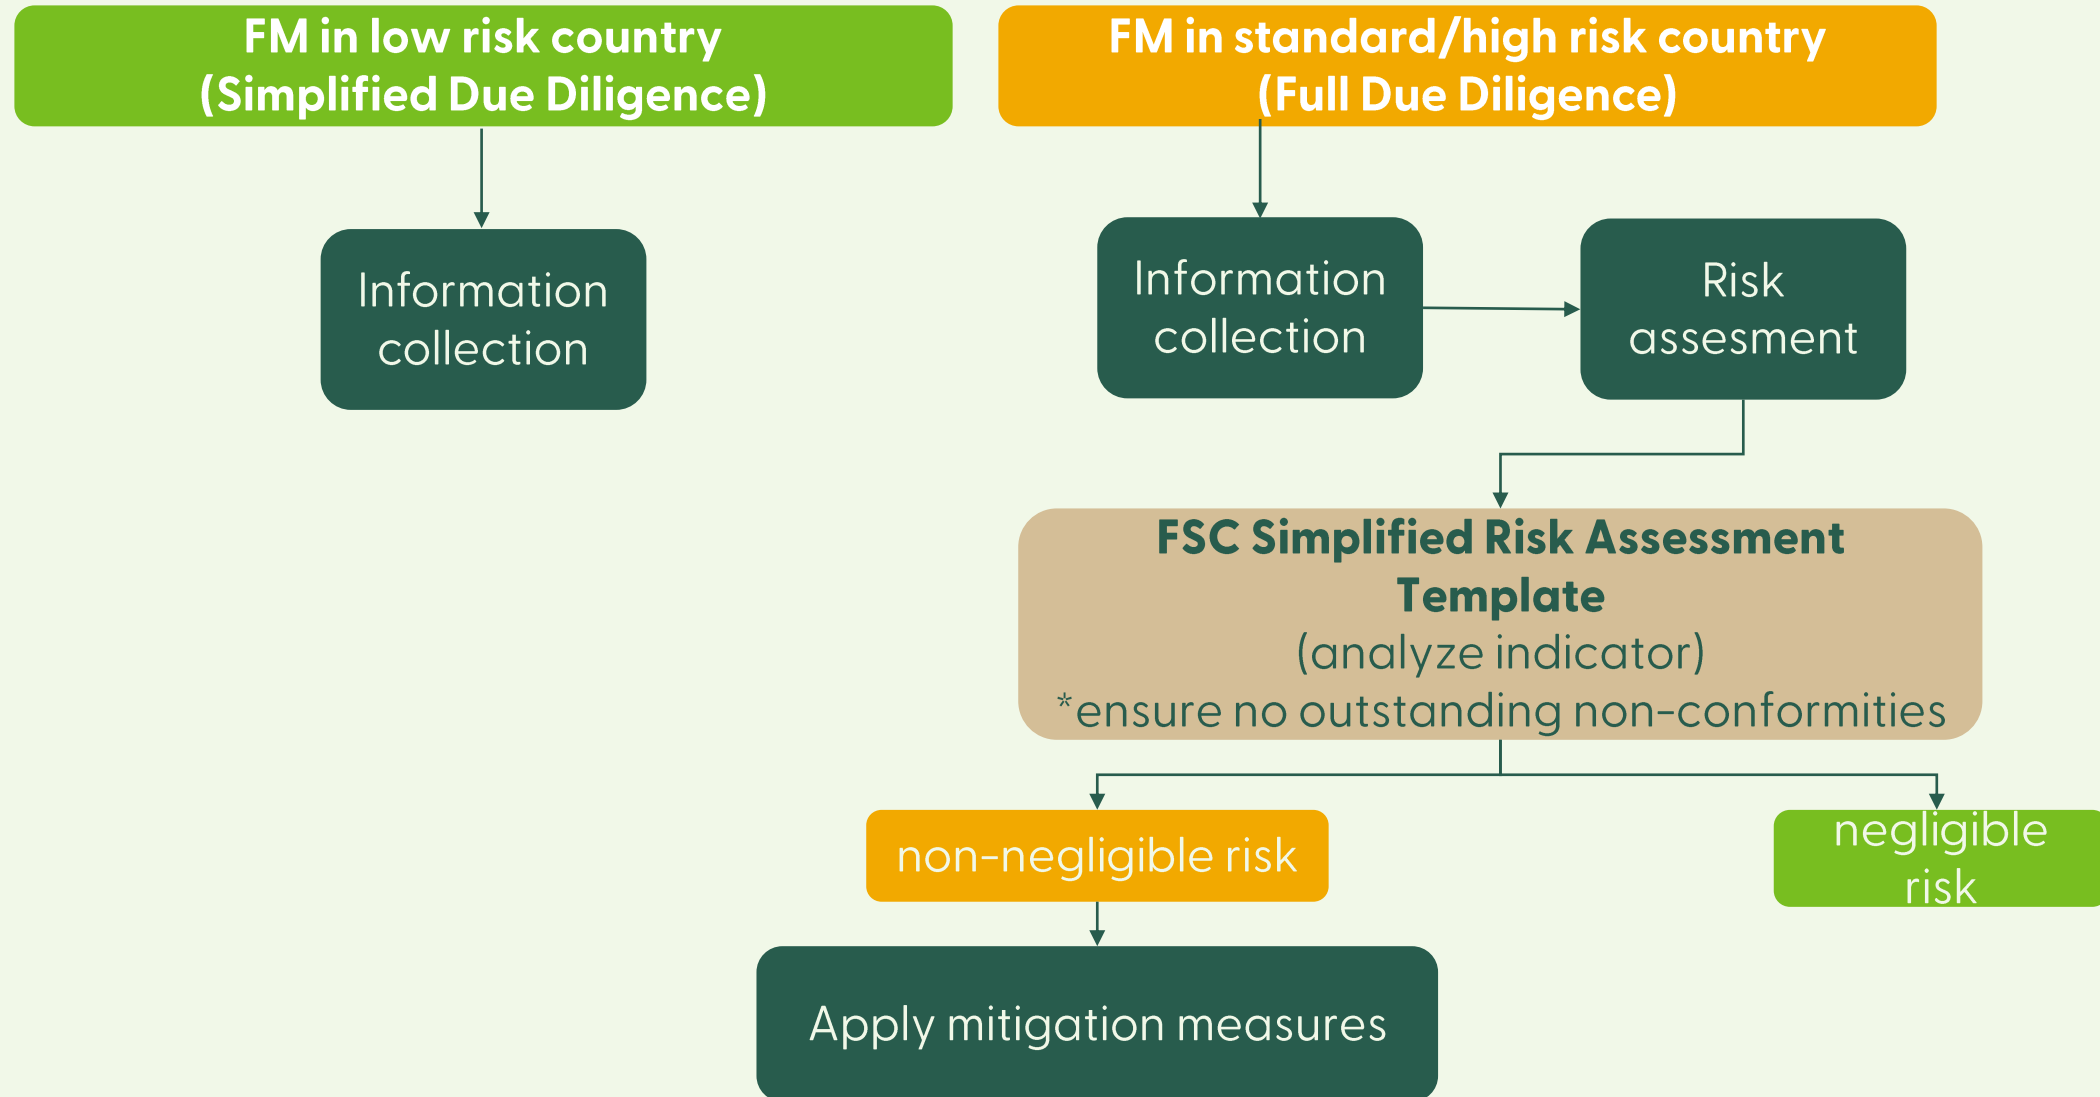 FM in low risk country
(Simplified Due Diligence)
FM in standard/high risk country
(Full Due Diligence)
Information
collection
Information
collection
Risk
assesment
FSC Simplified Risk Assessment
Template
(analyze indicator)
*ensure no outstanding non-conformities
non-negligible risk
negligible
risk
Apply mitigation measures